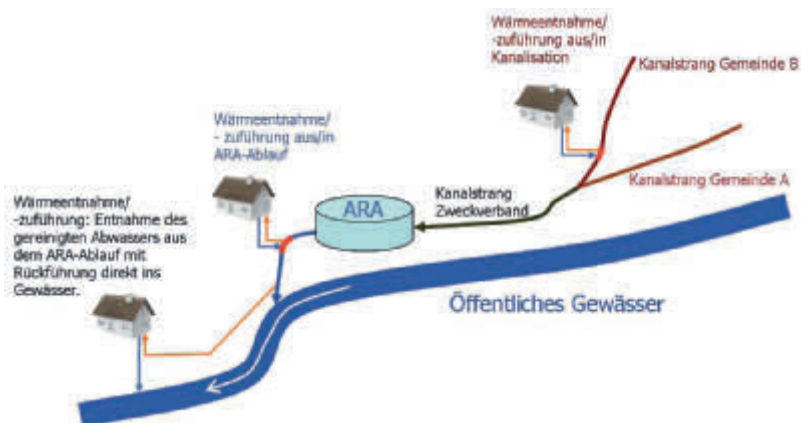 Wärmeentnahme/
-zuführung aus/in
Kanalisation
Kanalstrang Gemeinde B
Wärmeentnahme/
- zuführung aus/in
ARA-Ablauf
Kanalstrang Gemeinde A
Wärmeentnahme/
-zuführung: Entnahme des
gereinigten Abwassers aus
dem ARA-Ablauf mit
Rückführung direkt ins
Gewässer.
ARA
Kanalstrang
Zweckverband
Öffentliches Gewässer